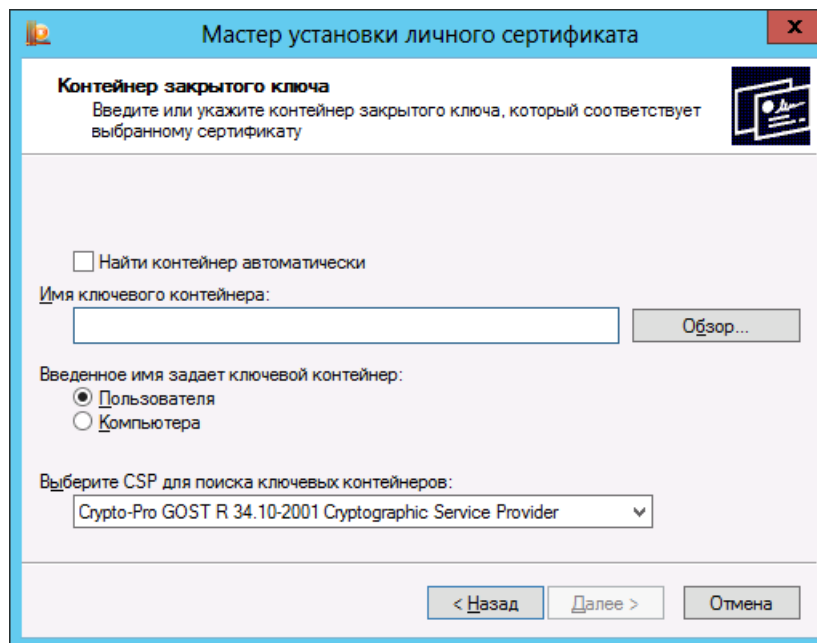 Мастер установки личного сертификата
x
Контейнер закрытого ключа
Введите или укажите контейнер закрытого ключа, который соответствует
выбранному сертификату
Найти контейнер автоматически
Имя ключевого контейнера:
Обзор...
Введенное имя задает ключевой контейнер:
Пользователя
Компьютера
Выберите CSP для поиска ключевых контейнеров:
Crypto-Pro GOST R 34.10-2001 Cryptographic Service Provider
< Назад
Далее >
Отмена